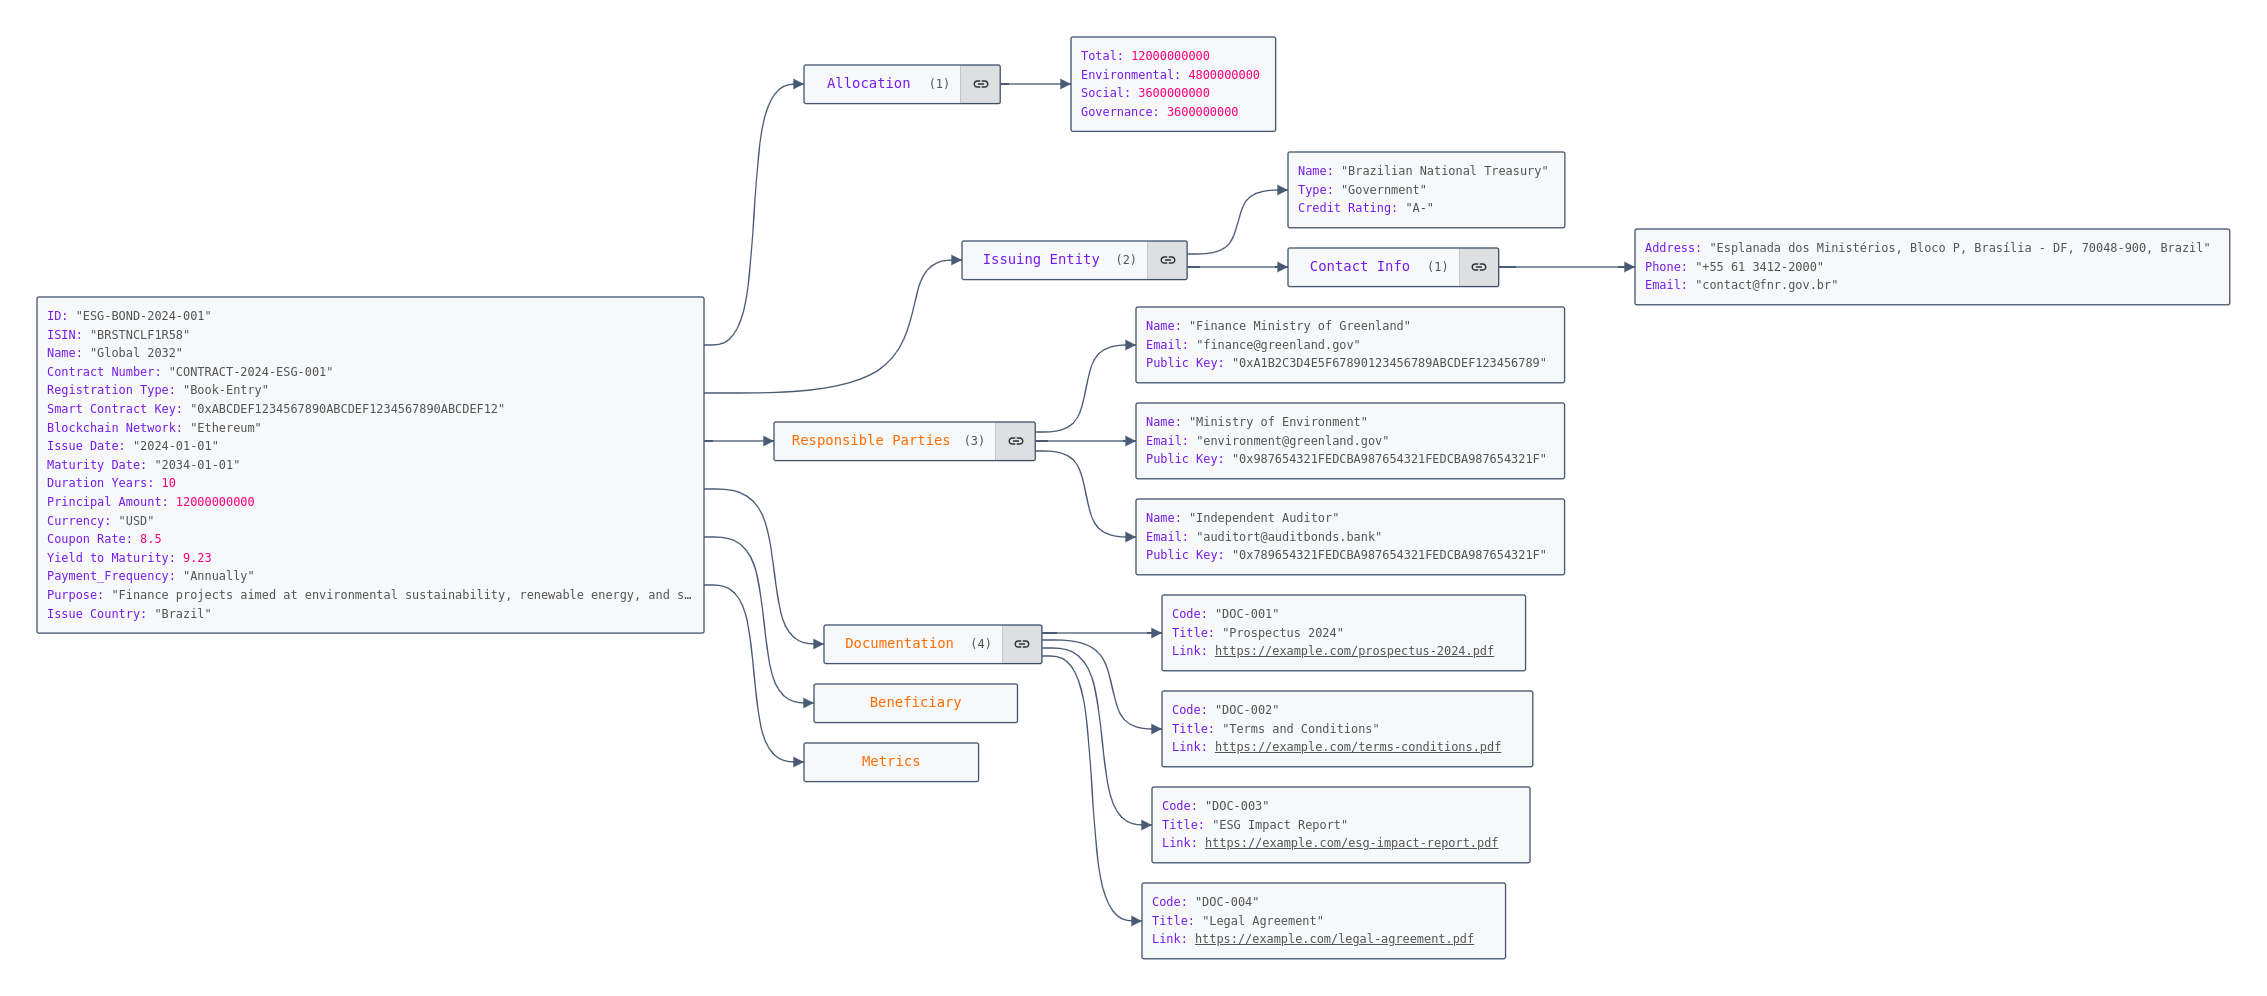 ID: "ESG-BOND-2024-001"
ISIN: "BRSTNCLF1R58"
Name: "Global 2032"
Contract Number: "CONTRACT-2024-ESG-001"
Registration Type: "Book-Entry"
Smart Contract Key: "0xABCDEF1234567890ABCDEF1234567890ABCDEF12"
Blockchain Network: "Ethereum"
Issue Date: "2024-01-01"
Maturity Date: "2034-01-01"
Duration Years: 10
Principal Amount: 12000000000
Currency: "USD"
Coupon Rate: 8.5
Yield to Maturity: 9.23
Payment_Frequency: "Annually"
Purpose: "Finance projects aimed at environmental sustainability, renewable energy, and s…
Issue Country: "Brazil"
Allocation (1)
Total: 12000000000
Environmental: 4800000000
Social: 3600000000
Governance: 3600000000
Issuing Entity (2)
Name: "Brazilian National Treasury"
Type: "Government"
Credit Rating: "A-"
Contact Info (1)
Address: "Esplanada dos Ministérios, Bloco P, Brasília - DF, 70048-900, Brazil"
Phone: "+55 61 3412-2000"
Email: "contact@fnr.gov.br"
Responsible Parties (3)
Name: "Finance Ministry of Greenland"
Email: "finance@greenland.gov"
Public Key: "0xA1B2C3D4E5F67890123456789ABCDEF123456789"
Name: "Ministry of Environment"
Email: "environment@greenland.gov"
Public Key: "0x987654321FEDCBA987654321FEDCBA987654321F"
Name: "Independent Auditor"
Email: "auditort@auditbonds.bank"
Public Key: "0x789654321FEDCBA987654321FEDCBA987654321F"
Documentation (4)
Code: "DOC-001"
Title: "Prospectus 2024"
Link: https://example.com/prospectus-2024.pdf
Code: "DOC-002"
Title: "Terms and Conditions"
Link: https://example.com/terms-conditions.pdf
Code: "DOC-003"
Title: "ESG Impact Report"
Link: https://example.com/esg-impact-report.pdf
Code: "DOC-004"
Title: "Legal Agreement"
Link: https://example.com/legal-agreement.pdf
Beneficiary
Metrics